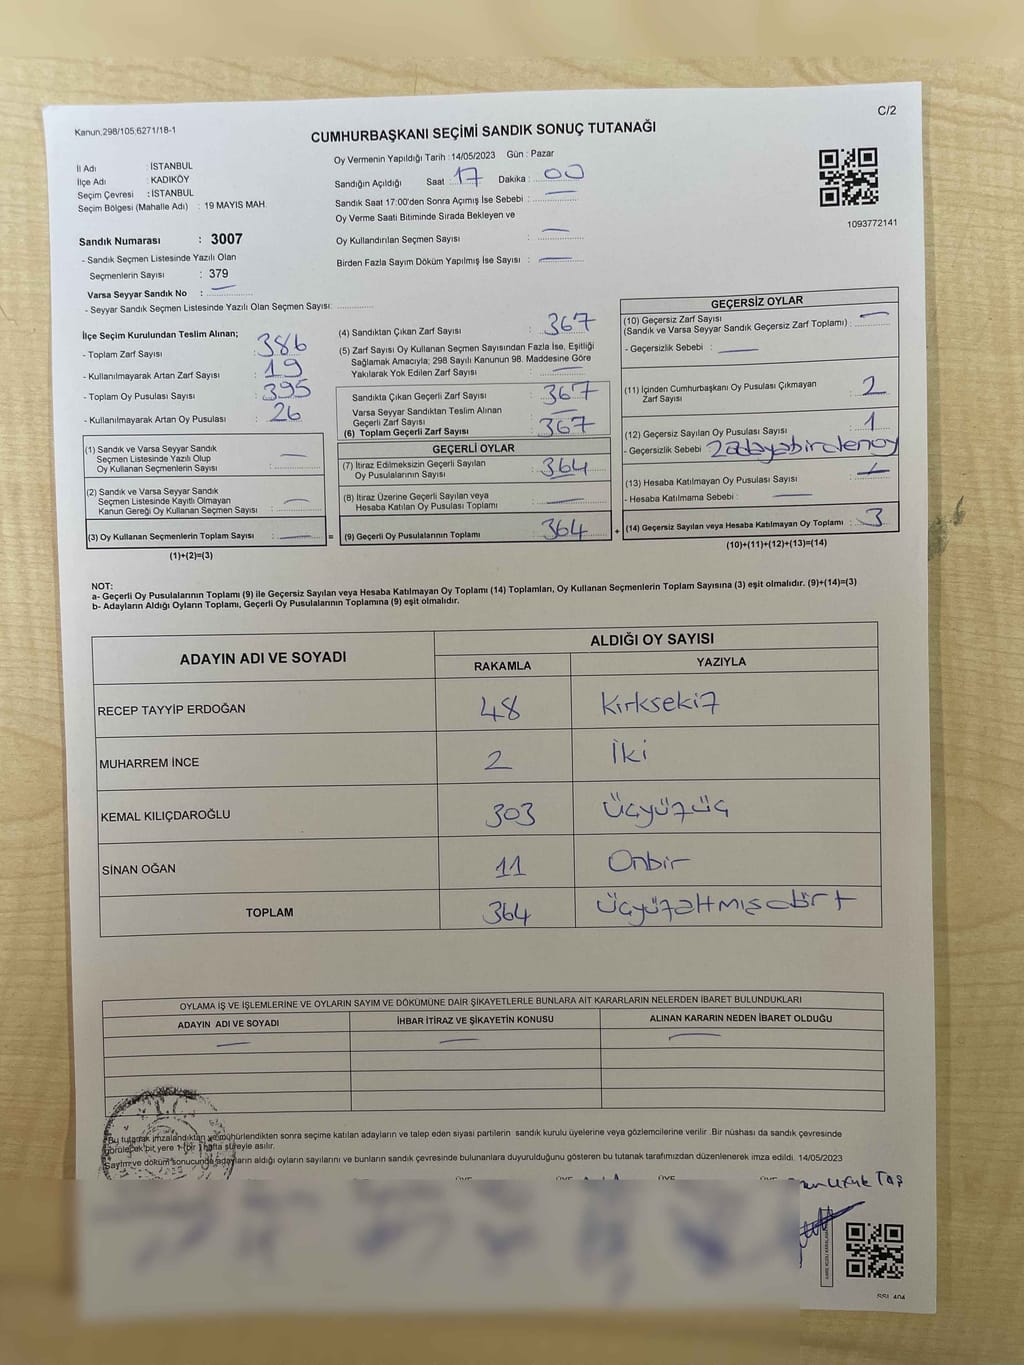 C/2
Kanun,298/105;6271/18-1
CUMHURBAŞKANI SEÇİMİ SANDIK SONUÇ TUTANAĞI
İl Adı : İSTANBUL
İlçe Adı : KADIKÖY
Seçim Çevresi : İSTANBUL
Seçim Bölgesi (Mahalle Adı) : 19 MAYIS MAH.
Oy Vermenin Yapıldığı Tarih : 14/05/2023 Gün : Pazar
Sandığın Açıldığı Saat : 17 Dakika : 00
Sandık Saat 17:00'den Sonra Açımış İse Sebebi : —
Oy Verme Saati Bitiminde Sırada Bekleyen ve
Oy Kullandırılan Seçmen Sayısı : —
Birden Fazla Sayım Döküm Yapılmış İse Sayısı : —
1093772141
Sandık Numarası : 3007
- Sandık Seçmen Listesinde Yazılı Olan
Seçmenlerin Sayısı : 379
Varsa Seyyar Sandık No : —
- Seyyar Sandık Seçmen Listesinde Yazılı Olan Seçmen Sayısı:
İlçe Seçim Kurulundan Teslim Alınan;
- Toplam Zarf Sayısı : 386
- Kullanılmayarak Artan Zarf Sayısı : 19
- Toplam Oy Pusulası Sayısı : 395
- Kullanılmayarak Artan Oy Pusulası : 26
(1) Sandık ve Varsa Seyyar Sandık
Seçmen Listesinde Yazılı Olup
Oy Kullanan Seçmenlerin Sayısı : —
(2) Sandık ve Varsa Seyyar Sandık
Seçmen Listesinde Kayıtlı Olmayan
Kanun Gereği Oy Kullanan Seçmen Sayısı : —
(3) Oy Kullanan Seçmenlerin Toplam Sayısı : —
(1)+(2)=(3)
(4) Sandıktan Çıkan Zarf Sayısı : 367
(5) Zarf Sayısı Oy Kullanan Seçmen Sayısından Fazla İse, Eşitliği
Sağlamak Amacıyla; 298 Sayılı Kanunun 98. Maddesine Göre
Yakılarak Yok Edilen Zarf Sayısı : —
Sandıkta Çıkan Geçerli Zarf Sayısı : 367
Varsa Seyyar Sandıktan Teslim Alınan
Geçerli Zarf Sayısı : —
(6) Toplam Geçerli Zarf Sayısı : 367
GEÇERLİ OYLAR
(7) İtiraz Edilmeksizin Geçerli Sayılan
Oy Pusulalarının Sayısı : 364
(8) İtiraz Üzerine Geçerli Sayılan veya
Hesaba Katılan Oy Pusulası Toplamı : —
= (9) Geçerli Oy Pusulalarının Toplamı : 364
GEÇERSİZ OYLAR
(10) Geçersiz Zarf Sayısı
(Sandık ve Varsa Seyyar Sandık Geçersiz Zarf Toplamı) : —
- Geçersizlik Sebebi : —
(11) İçinden Cumhurbaşkanı Oy Pusulası Çıkmayan
Zarf Sayısı : 2
(12) Geçersiz Sayılan Oy Pusulası Sayısı : 1
- Geçersizlik Sebebi : 2 adaya birden oy
(13) Hesaba Katılmayan Oy Pusulası Sayısı : —
- Hesaba Katılmama Sebebi : —
+ (14) Geçersiz Sayılan veya Hesaba Katılmayan Oy Toplamı : 3
(10)+(11)+(12)+(13)=(14)
NOT:
a- Geçerli Oy Pusulalarının Toplamı (9) ile Geçersiz Sayılan veya Hesaba Katılmayan Oy Toplamı (14) Toplamları, Oy Kullanan Seçmenlerin Toplam Sayısına (3) eşit olmalıdır. (9)+(14)=(3)
b- Adayların Aldığı Oyların Toplamı, Geçerli Oy Pusulalarının Toplamına (9) eşit olmalıdır.
ADAYIN ADI VE SOYADI
ALDIĞI OY SAYISI
RAKAMLA YAZIYLA
RECEP TAYYİP ERDOĞAN 48 Kırksekiz
MUHARREM İNCE 2 İki
KEMAL KILIÇDAROĞLU 303 Üçyüzüç
SİNAN OĞAN 11 Onbir
TOPLAM 364 Üçyüzaltmışdört
OYLAMA İŞ VE İŞLEMLERİNE VE OYLARIN SAYIM VE DÖKÜMÜNE DAİR ŞİKAYETLERLE BUNLARA AİT KARARLARIN NELERDEN İBARET BULUNDUKLARI
ADAYIN ADI VE SOYADI İHBAR İTİRAZ VE ŞİKAYETİN KONUSU ALINAN KARARIN NEDEN İBARET OLDUĞU
— — —
Bu tutanak imzalandıktan ve mühürlendikten sonra seçime katılan adayların ve talep eden siyasi partilerin sandık kurulu üyelerine veya gözlemcilerine verilir. Bir nüshası da sandık çevresinde
görülecek bir yere 1 (bir) hafta süreyle asılır.
Sayım ve döküm sonucunda adayların aldığı oyların sayılarını ve bunların sandık çevresinde bulunanlara duyurulduğunu gösteren bu tutanak tarafımızdan düzenlenerek imza edildi. 14/05/2023
ÜYE ÜYE ÜYE ÜYE
Ufuk Taş